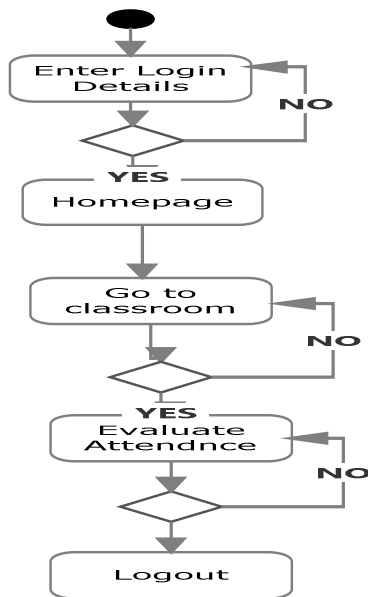 Enter Login
Details
NO
YES
Homepage
Go to
classroom
NO
YES
Evaluate
Attendnce
NO
Logout